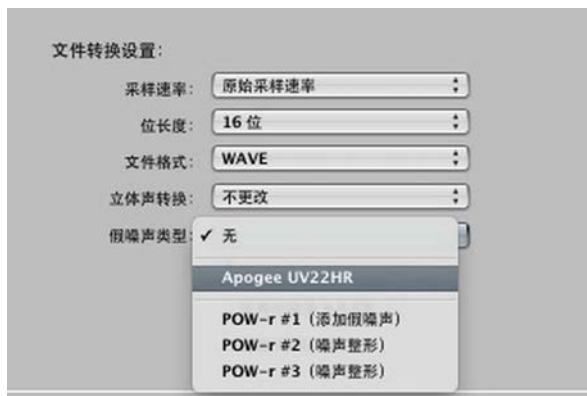 文件转换设置：
采样速率： 原始采样速率
位长度： 16 位
文件格式： WAVE
立体声转换： 不更改
假噪声类型： ✓ 无
Apogee UV22HR
POW-r #1（添加假噪声）
POW-r #2（噪声整形）
POW-r #3（噪声整形）